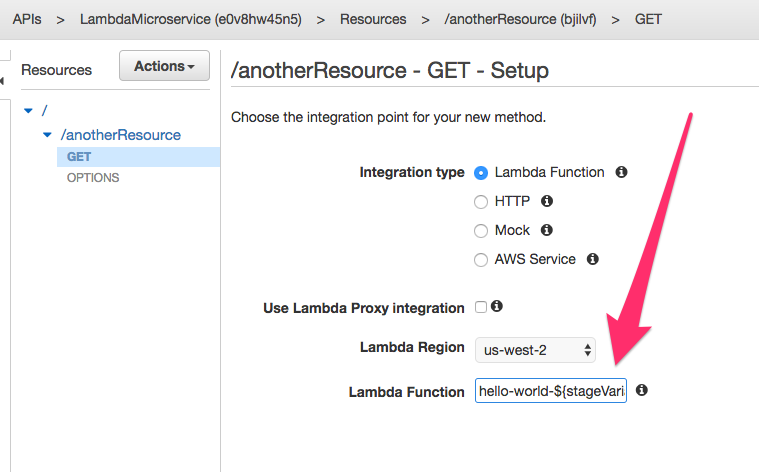 APIs > LambdaMicroservice (e0v8hw45n5) > Resources > /anotherResource (bjilvf) > GET
Resources
Actions
/
/anotherResource
GET
OPTIONS
/anotherResource - GET - Setup
Choose the integration point for your new method.
Integration type Lambda Function
HTTP
Mock
AWS Service
Use Lambda Proxy integration
Lambda Region us-west-2
Lambda Function hello-world-${stageVaria